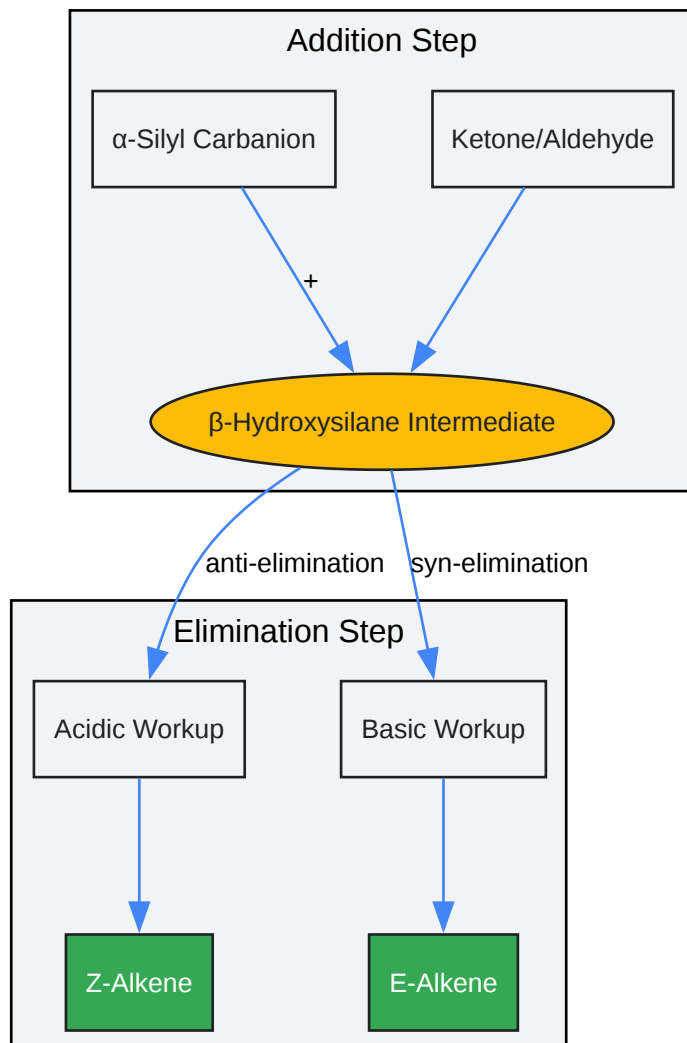 Addition Step
α-Silyl Carbanion
Ketone/Aldehyde
+
β-Hydroxysilane Intermediate
anti-elimination
syn-elimination
Elimination Step
Acidic Workup
Basic Workup
Z-Alkene
E-Alkene